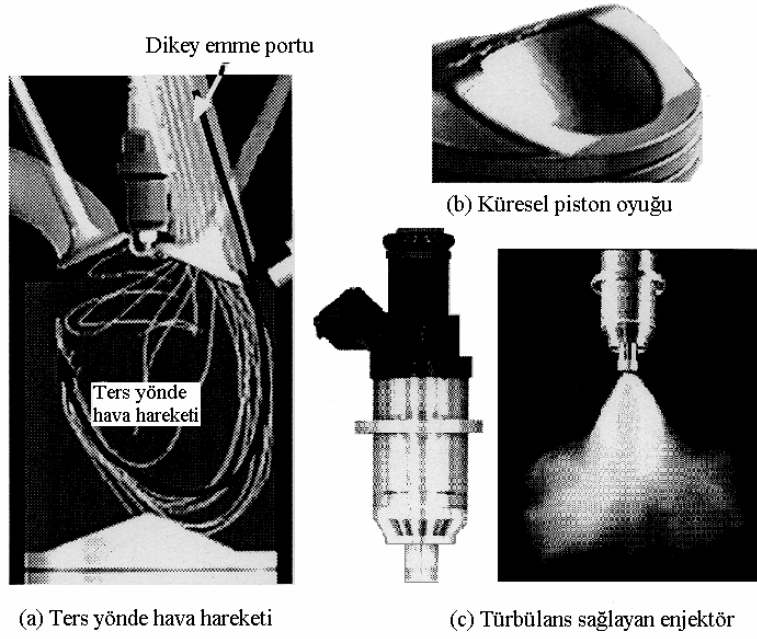 Dikey emme portu
(b) Küresel piston oyuğu
Ters yönde
hava hareketi
(a) Ters yönde hava hareketi
(c) Türbülans sağlayan enjektör